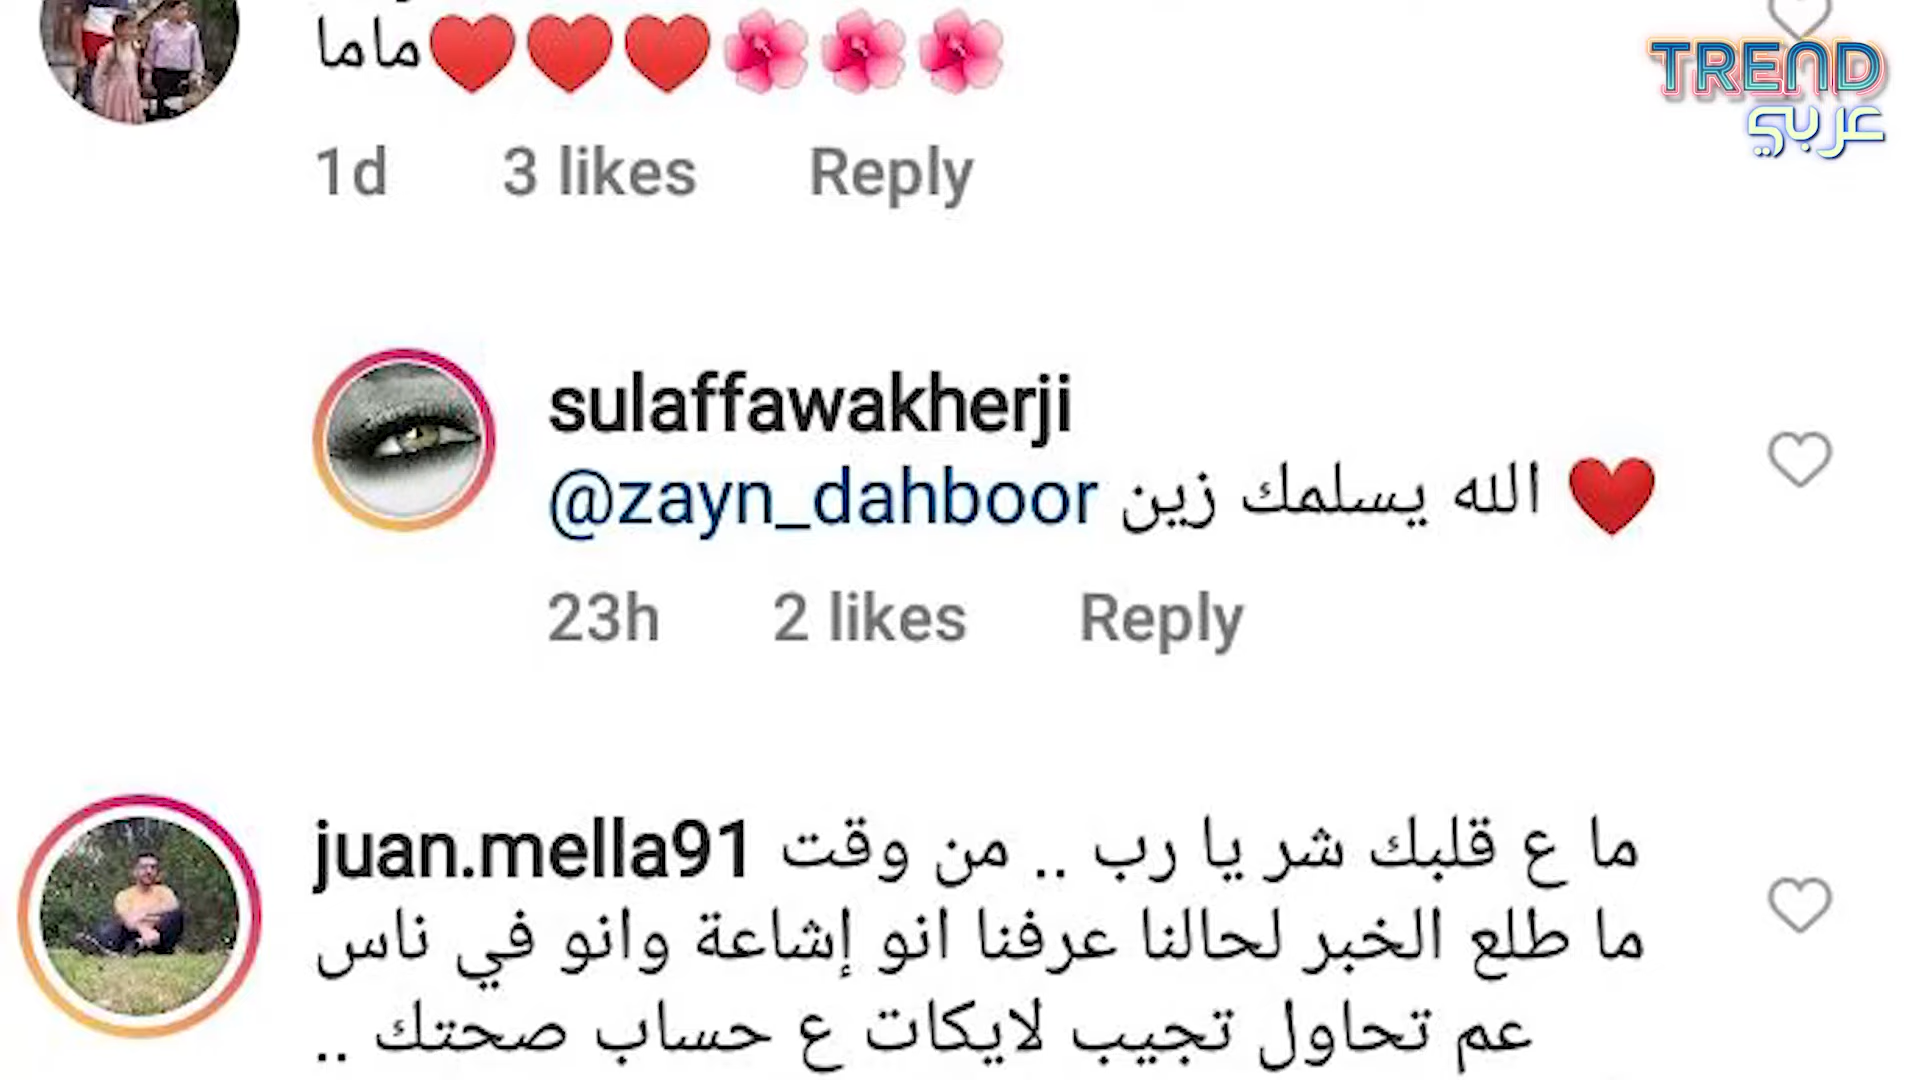 ماما❤️❤️❤️🌺🌺🌺
TREND
عربي
1d 3 likes Reply
sulaffawakherji
@zayn_dahboor الله يسلمك زين ❤️
23h 2 likes Reply
juan.mella91 ما ع قلبك شر يا رب .. من وقت
ما طلع الخبر لحالنا عرفنا انو إشاعة وانو في ناس
عم تحاول تجيب لايكات ع حساب صحتك ..